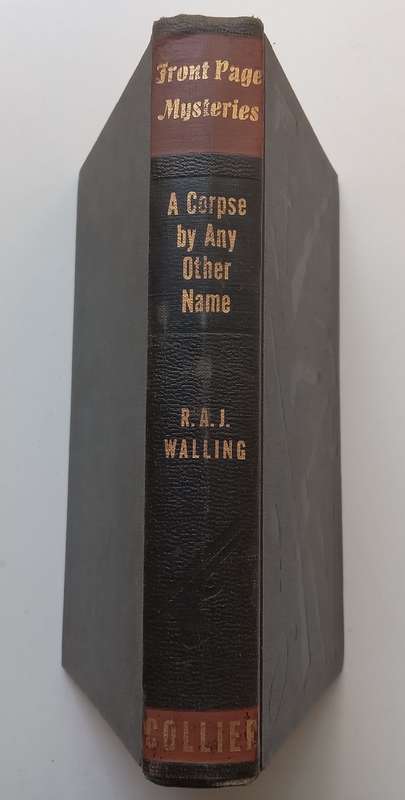 Front Page
Mysteries
A Corpse
by Any
Other
Name
R. A. J.
WALLING
COLLIER